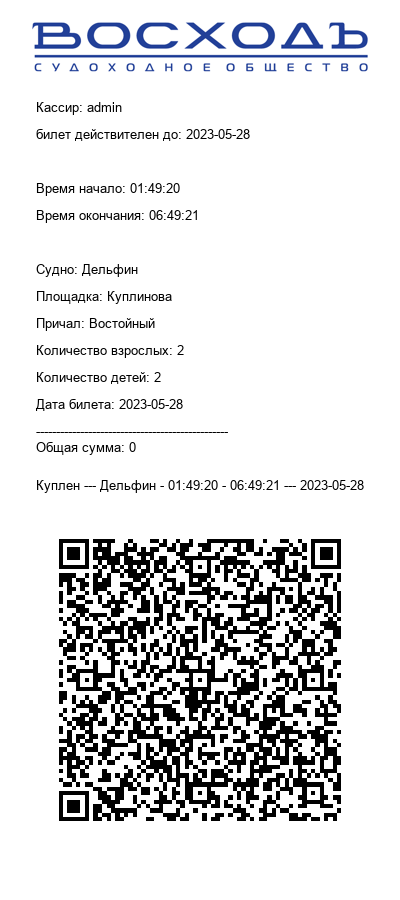 ВОСХОДЪ
СУДОХОДНОЕ ОБЩЕСТВО
Кассир: admin
билет действителен до: 2023-05-28
Время начало: 01:49:20
Время окончания: 06:49:21
Судно: Дельфин
Площадка: Куплинова
Причал: Востойный
Количество взрослых: 2
Количество детей: 2
Дата билета: 2023-05-28
------------------------------------------------
Общая сумма: 0
Куплен --- Дельфин - 01:49:20 - 06:49:21 --- 2023-05-28